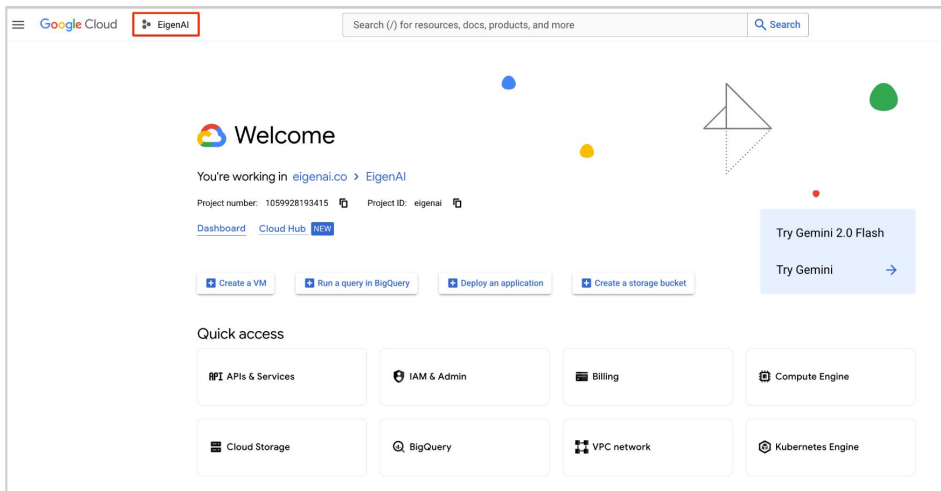 Google Cloud EigenAI Search (/) for resources, docs, products, and more Search
Welcome
You're working in eigenai.co > EigenAI
Project number: 1059928193415 Project ID: eigenai
Dashboard Cloud Hub NEW
Try Gemini 2.0 Flash
Try Gemini
Create a VM Run a query in BigQuery Deploy an application Create a storage bucket
Quick access
API APIs & Services IAM & Admin Billing Compute Engine
Cloud Storage BigQuery VPC network Kubernetes Engine